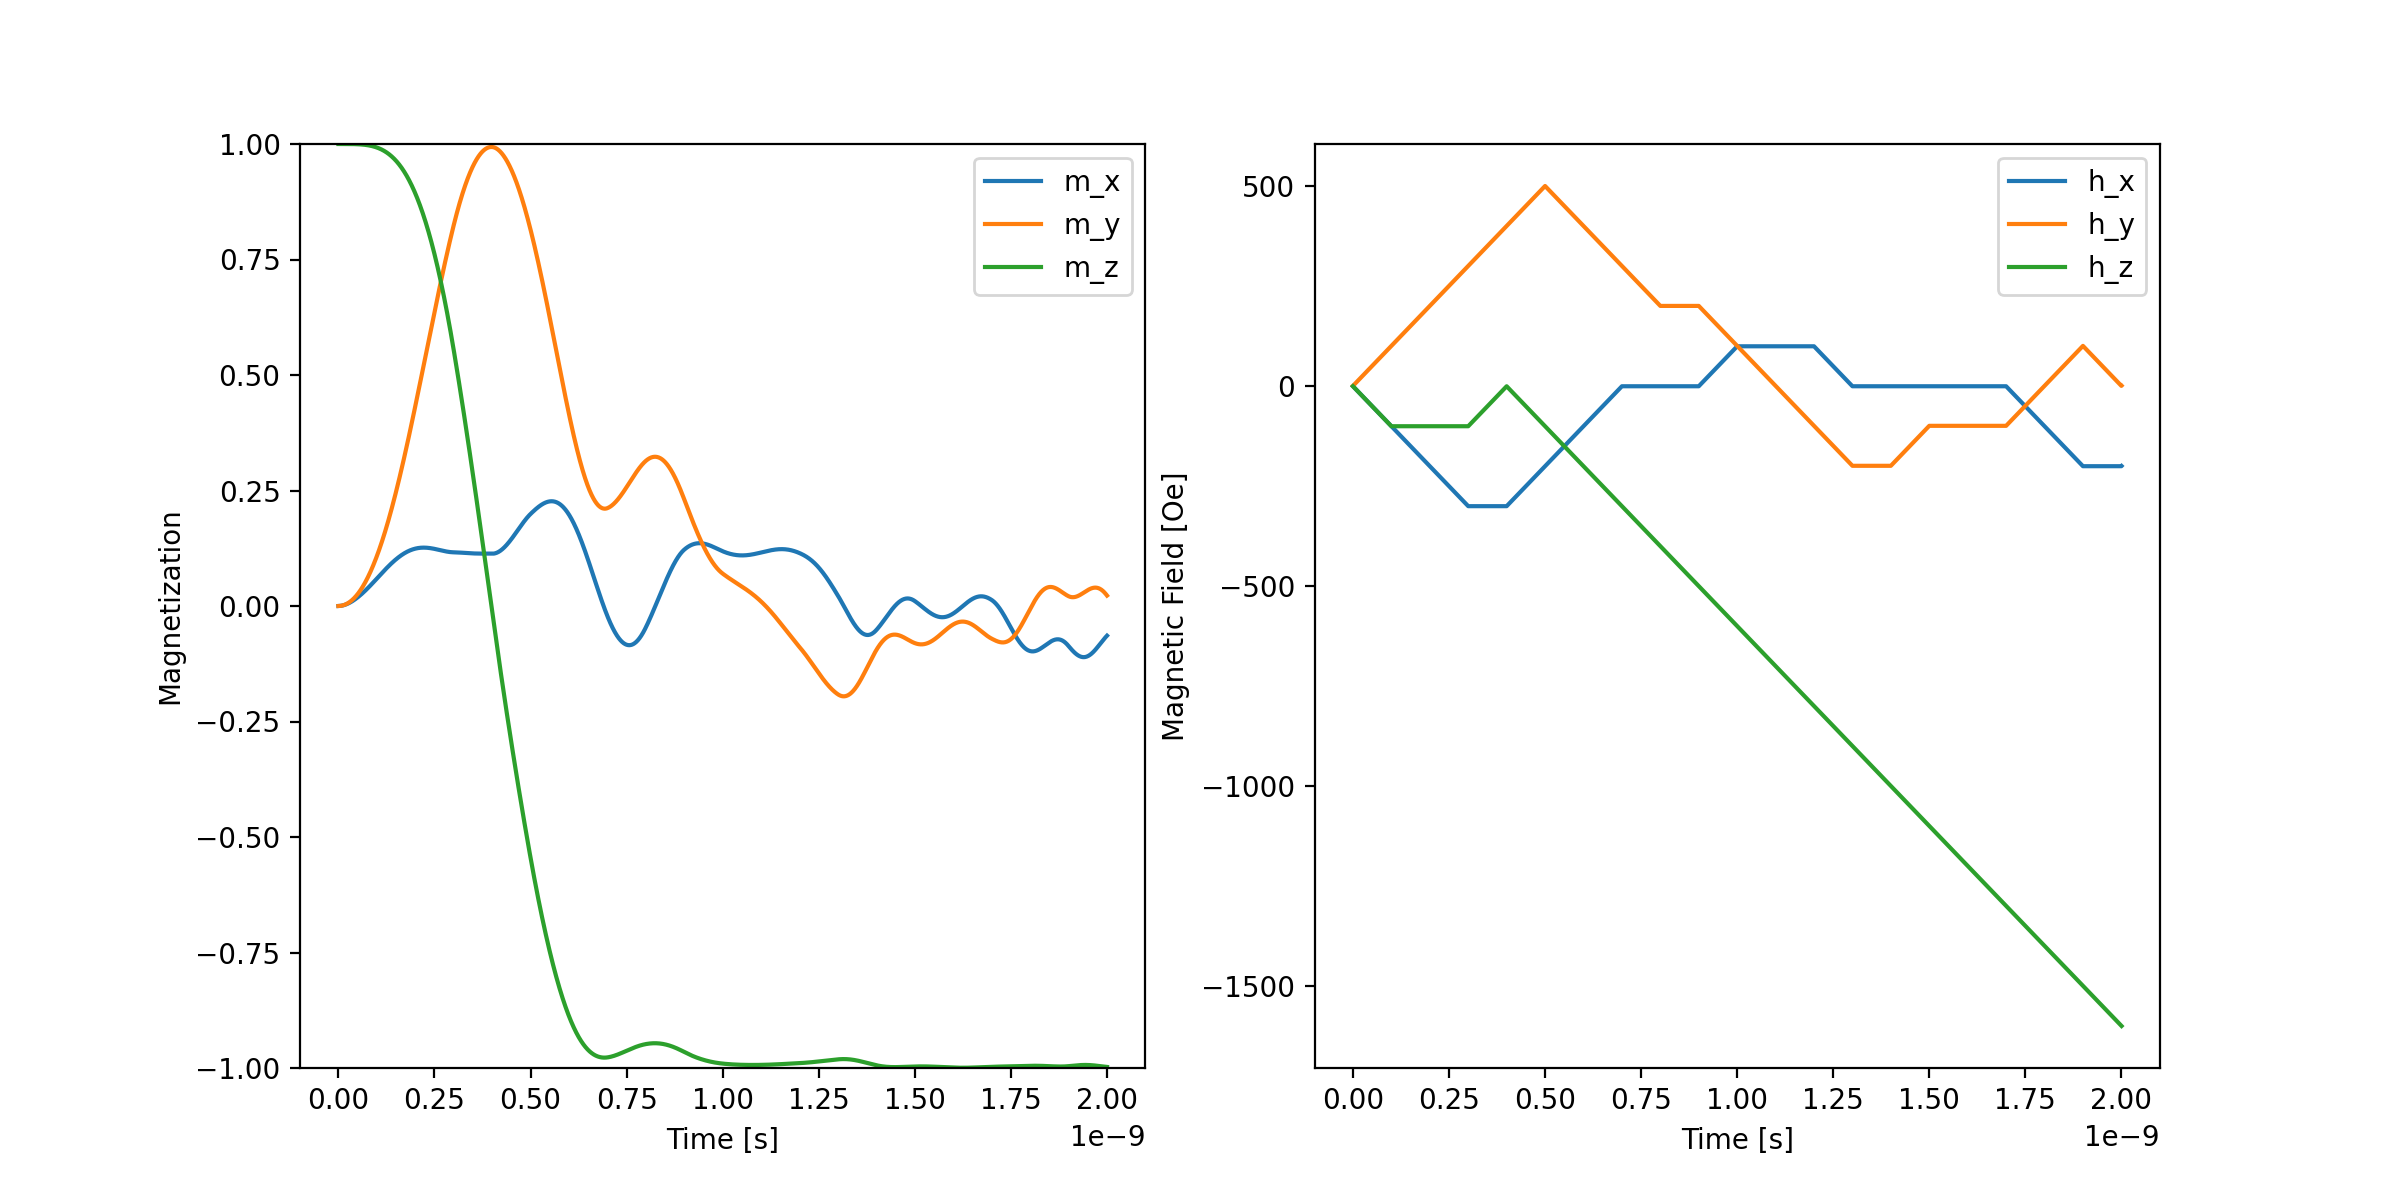 Magnetization
1.00
0.75
0.50
0.25
0.00
−0.25
−0.50
−0.75
−1.00
m_x
m_y
m_z
0.00 0.25 0.50 0.75 1.00 1.25 1.50 1.75 2.00
Time [s]
1e−9
Magnetic Field [Oe]
500
0
−500
−1000
−1500
h_x
h_y
h_z
0.00 0.25 0.50 0.75 1.00 1.25 1.50 1.75 2.00
Time [s]
1e−9